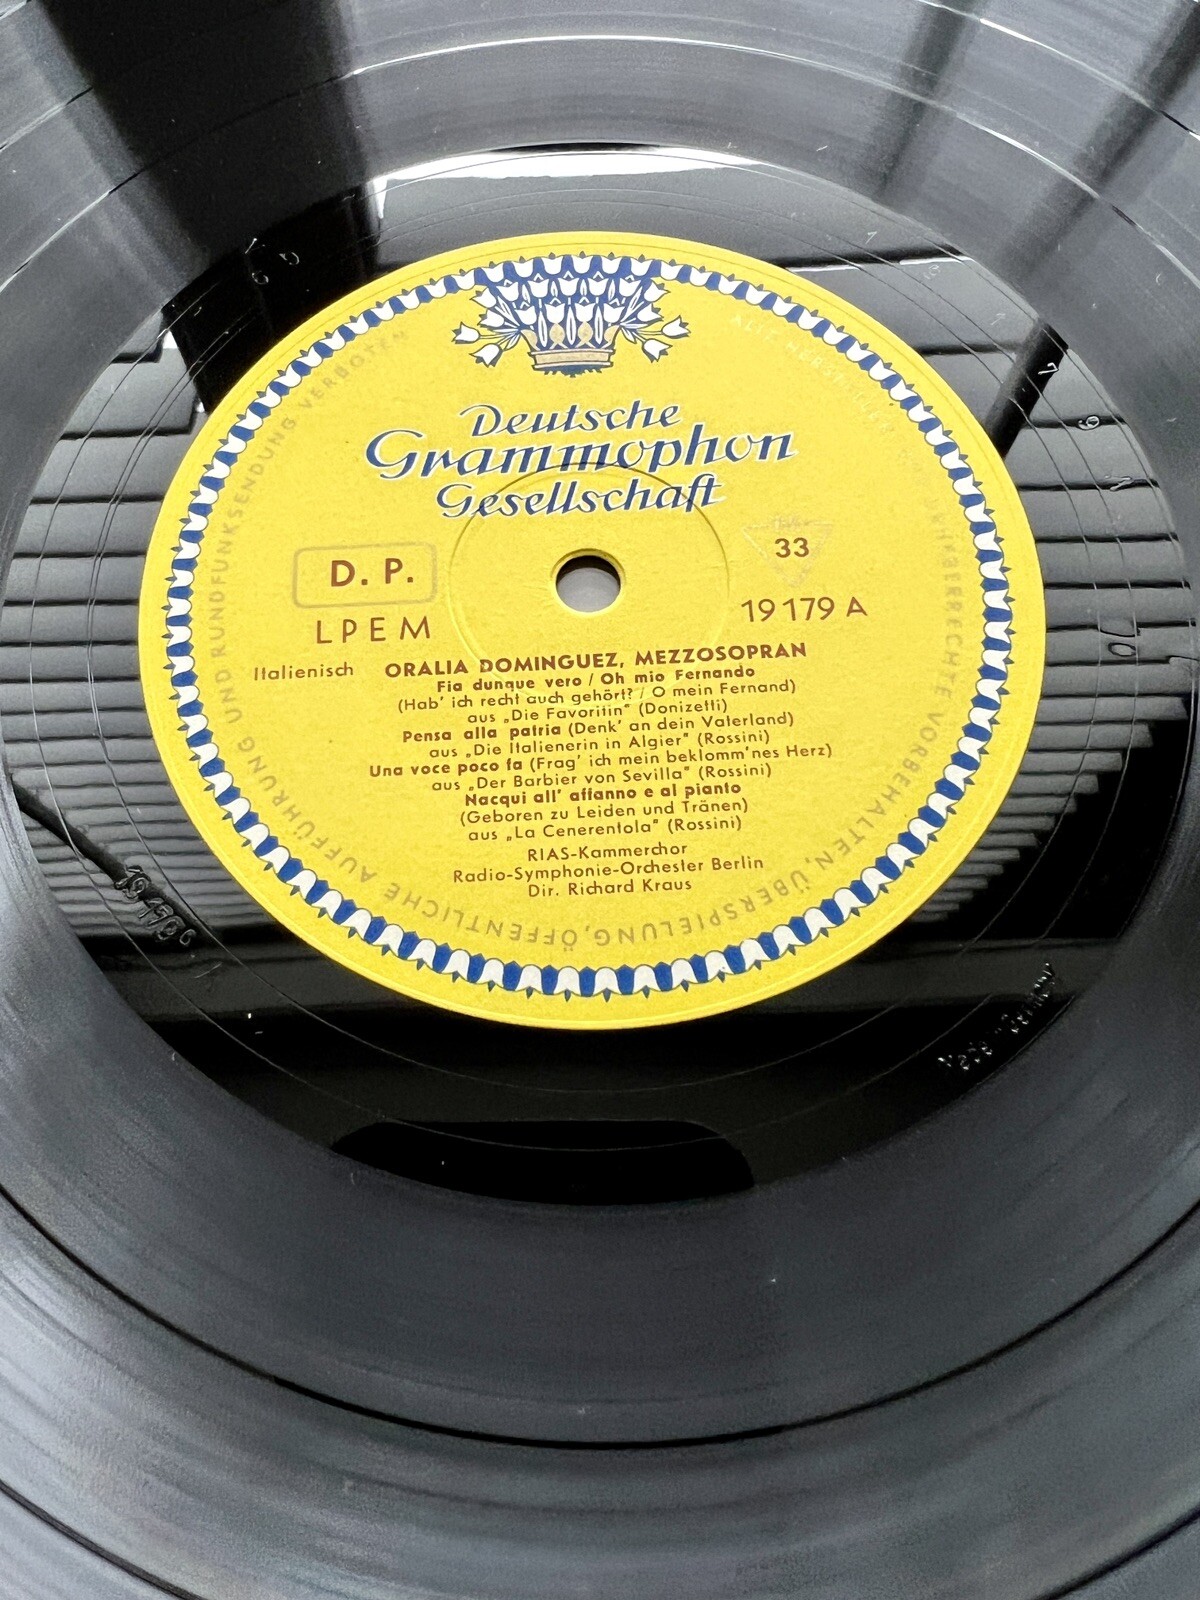 Deutsche
Grammophon
Gesellschaft
D. P.
33
LPEM
19 179 A
Italienisch
ORALIA DOMINGUEZ, MEZZOSOPRAN
Fia dunque vero / Oh mio Fernando
(Hab' ich recht auch gehört? / O mein Fernand)
aus „Die Favoritin" (Donizetti)
Pensa alla patria (Denk' an dein Vaterland)
aus „Die Italienerin in Algier" (Rossini)
Una voce poco fa (Frag' ich mein beklomm'nes Herz)
aus „Der Barbier von Sevilla" (Rossini)
Nacqui all' affanno e al pianto
(Geboren zu Leiden und Tränen)
aus „La Cenerentola" (Rossini)
RIAS-Kammerchor
Radio-Symphonie-Orchester Berlin
Dir. Richard Kraus
VORBEHALTEN, ÜBERSPIELUNG, ÖFFENTLICHE AUFFÜHRUNG UND RUNDFUNKSENDUNG VERBOTEN
Made in Germany